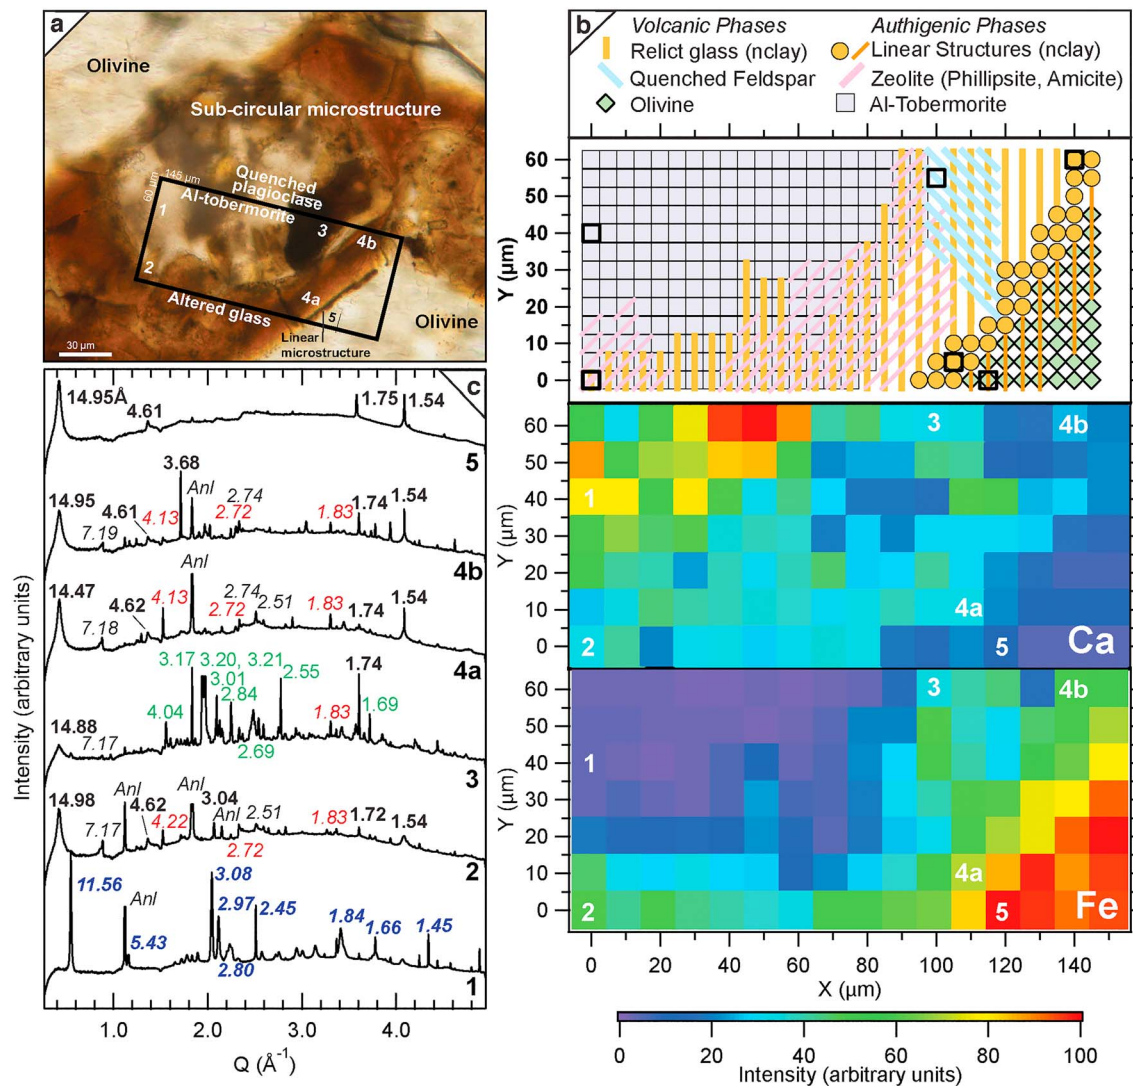 a
Olivine
Sub-circular microstructure
Quenched
plagioclase
145 µm
60 µm
Al-tobermorite
1
3
4b
2
4a
Altered glass
5
Linear
microstructure
Olivine
30 µm
b
Volcanic Phases
Authigenic Phases
Relict glass (nclay)
Linear Structures (nclay)
Quenched Feldspar
Zeolite (Phillipsite, Amicite)
Olivine
Al-Tobermorite
60
50
40
30
20
10
0
Y (µm)
60
50
40
30
20
10
0
Y (µm)
3
4b
1
4a
2
5
Ca
60
50
40
30
20
10
0
Y (µm)
3
4b
1
4a
2
5
Fe
0 20 40 60 80 100 120 140
X (µm)
0 20 40 60 80 100
Intensity (arbitrary units)
c
Intensity (arbitrary units)
14.95Å
4.61
1.75
1.54
5
14.95
7.19
4.61
4.13
3.68
Anl
2.74
2.72
1.83
1.74
1.54
4b
14.47
7.18
4.62
4.13
Anl
2.74
2.72
2.51
1.83
1.74
1.54
4a
14.88
7.17
4.04
3.17
3.20, 3.21
3.01
2.84
2.69
2.55
1.83
1.74
1.69
3
14.98
7.17
Anl
4.62
4.22
Anl
3.04
Anl
2.72
2.51
1.83
1.72
1.54
2
11.56
Anl
5.43
3.08
2.97
2.80
2.45
1.84
1.66
1.45
1
1.0 2.0 3.0 4.0
Q (Å⁻¹)